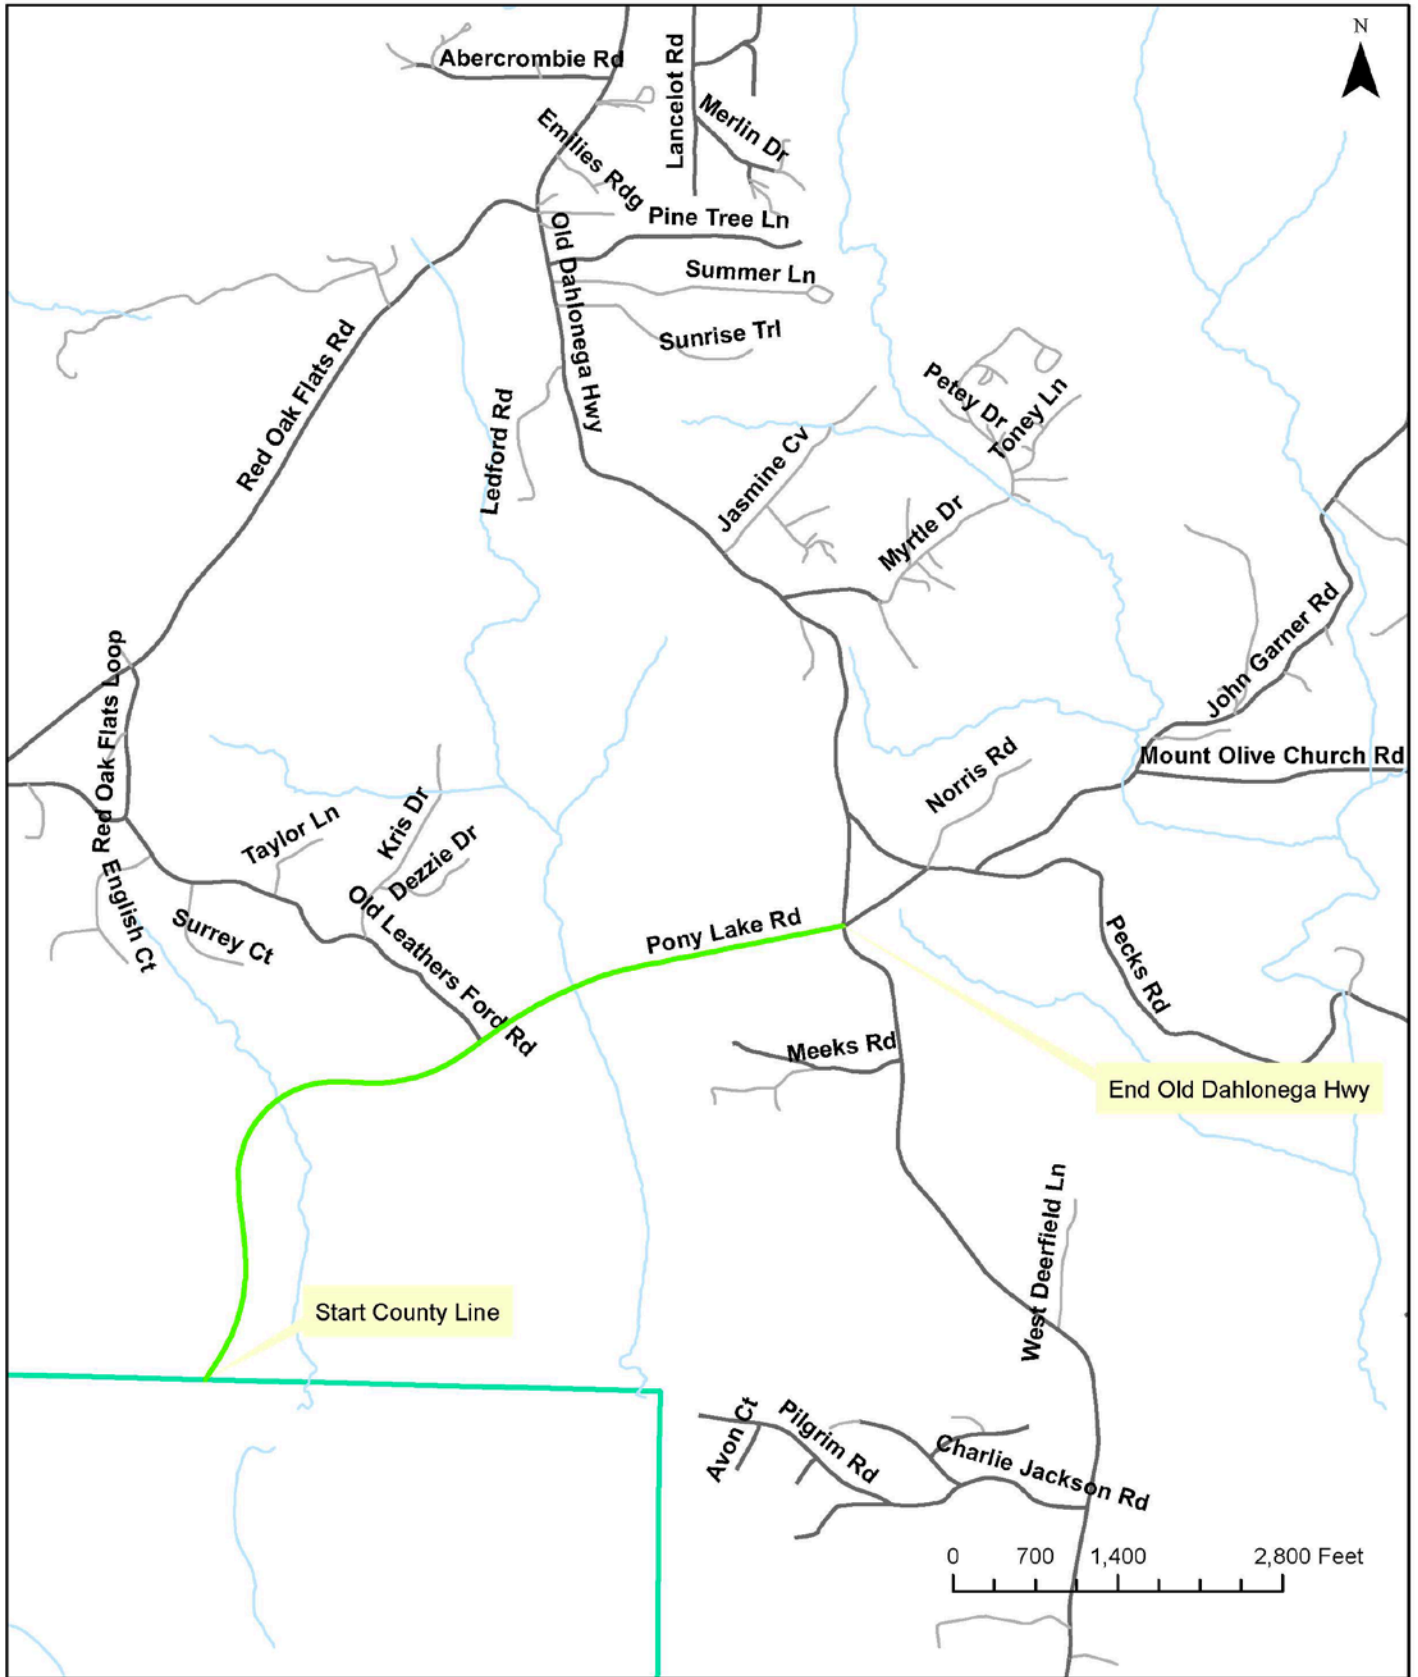 N
Abercrombie Rd
Lancelot Rd
Merlin Dr
Emilies Rdg
Pine Tree Ln
Old Dahlonega Hwy
Summer Ln
Sunrise Trl
Red Oak Flats Rd
Ledford Rd
Petey Dr
Toney Ln
Jasmine Cv
Myrtle Dr
John Garner Rd
Red Oak Flats Loop
Mount Olive Church Rd
Norris Rd
Taylor Ln
Kris Dr
Dezzie Dr
English Ct
Surrey Ct
Old Leathers Ford Rd
Pony Lake Rd
Pecks Rd
Meeks Rd
End Old Dahlonega Hwy
West Deerfield Ln
Start County Line
Avon Ct
Pilgrim Rd
Charlie Jackson Rd
0 700 1,400 2,800 Feet